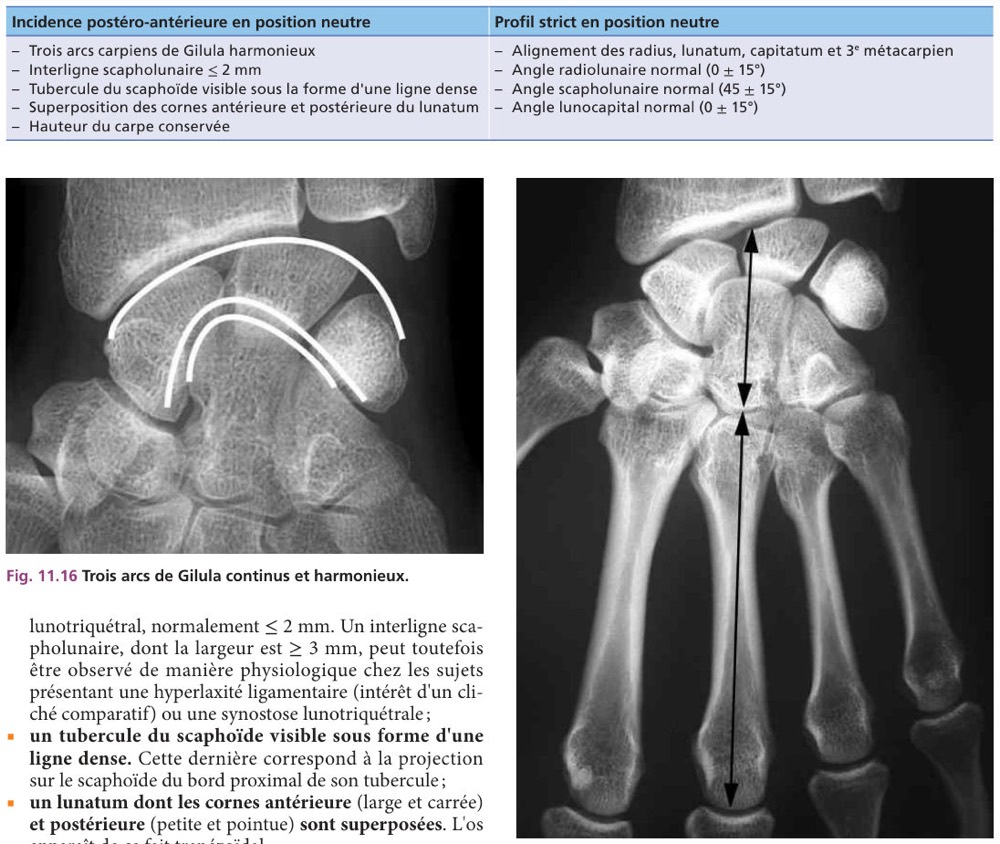 Incidence postéro-antérieure en position neutre
– Trois arcs carpiens de Gilula harmonieux
– Interligne scapholunaire ≤ 2 mm
– Tubercule du scaphoïde visible sous la forme d'une ligne dense
– Superposition des cornes antérieure et postérieure du lunatum
– Hauteur du carpe conservée
Profil strict en position neutre
– Alignement des radius, lunatum, capitatum et 3e métacarpien
– Angle radiolunaire normal (0 ± 15°)
– Angle scapholunaire normal (45 ± 15°)
– Angle lunocapital normal (0 ± 15°)
Fig. 11.16 Trois arcs de Gilula continus et harmonieux.
lunotriquétral, normalement ≤ 2 mm. Un interligne sca-
pholunaire, dont la largeur est ≥ 3 mm, peut toutefois
être observé de manière physiologique chez les sujets
présentant une hyperlaxité ligamentaire (intérêt d'un cli-
ché comparatif) ou une synostose lunotriquétrale ;
▪ un tubercule du scaphoïde visible sous forme d'une
ligne dense. Cette dernière correspond à la projection
sur le scaphoïde du bord proximal de son tubercule ;
▪ un lunatum dont les cornes antérieure (large et carrée)
et postérieure (petite et pointue) sont superposées. L'os